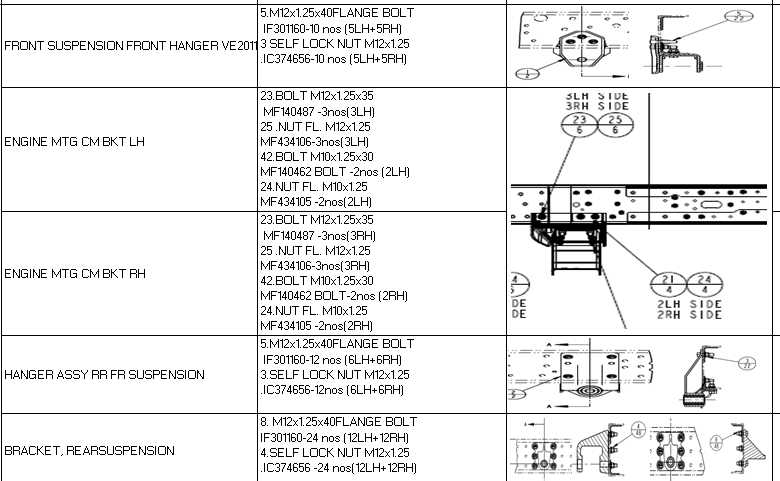 FRONT SUSPENSION FRONT HANGER VE2011
5.M12x1.25x40FLANGE BOLT
IF301160-10 nos (5LH+5RH)
3 SELF LOCK NUT M12x1.25
.IC374656-10 nos (5LH+5RH)
ENGINE MTG CM BKT LH
23.BOLT M12x1.25x35
MF140487 -3nos(3LH)
25 .NUT FL. M12x1.25
MF434106-3nos(3LH)
42.BOLT M10x1.25x30
MF140462 BOLT -2nos (2LH)
24.NUT FL. M10x1.25
MF434105 -2nos(2LH)
3LH SIDE
3RH SIDE
23 25
6 6
ENGINE MTG CM BKT RH
23.BOLT M12x1.25x35
MF140487 -3nos(3RH)
25 .NUT FL. M12x1.25
MF434106-3nos(3RH)
42.BOLT M10x1.25x30
MF140462 BOLT-2nos (2RH)
24.NUT FL. M10x1.25
MF434105 -2nos(2RH)
21 24
4 4
DE
DE
2LH SIDE
2RH SIDE
HANGER ASSY RR FR SUSPENSION
5.M12x1.25x40FLANGE BOLT
IF301160-12 nos (6LH+6RH)
3.SELF LOCK NUT M12x1.25
.IC374656-12nos (6LH+6RH)
A
A
BRACKET, REARSUSPENSION
8. M12x1.25x40FLANGE BOLT
IF301160-24 nos (12LH+12RH)
4.SELF LOCK NUT M12x1.25
.IC374656 -24 nos(12LH+12RH)